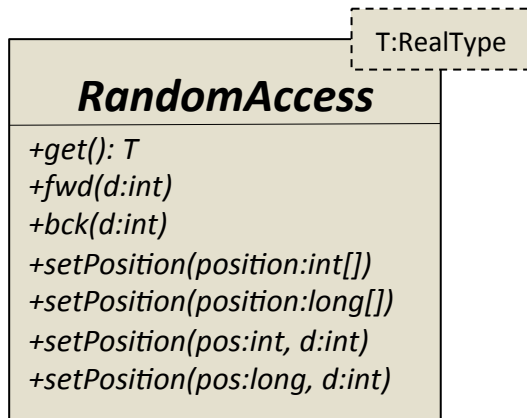 T:RealType
RandomAccess
+get(): T
+fwd(d:int)
+bck(d:int)
+setPosition(position:int[])
+setPosition(position:long[])
+setPosition(pos:int, d:int)
+setPosition(pos:long, d:int)